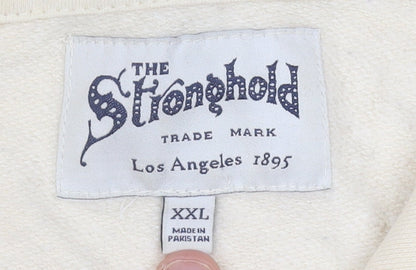 THE
Stronghold
TRADE MARK
Los Angeles 1895
XXL
MADE IN
PAKISTAN